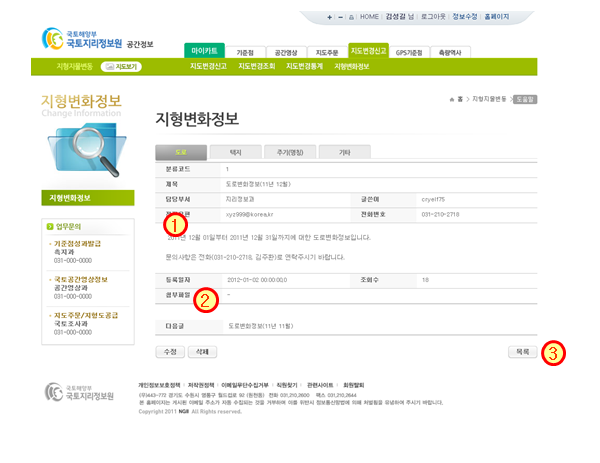 + - HOME | 김성길 님 | 로그아웃 | 정보수정 | 홈페이지
국토해양부
국토지리정보원 공간정보
마이카트 기준점 공간영상 지도주문 지도변경신고 GPS기준점 측량역사
지형지물변동 지도보기 지도변경신고 지도변경조회 지도변경통계 지형변화정보
지형변화정보
Change Information
홈 > 지형지물변동 > 도움말
지형변화정보
도로 택지 주기(명칭) 기타
분류코드 1
제목 도로변화정보(11년 12월)
담당부서 지리정보과 글쓴이
xyz999@korea.kr 전화번호 031-210-2718
①
2011년 12월 01일부터 2011년 12월 31일까지에 대한 도로변화정보입니다.
문의사항은 전화(031-210-2718, 김주환)로 연락주시기 바랍니다.
등록일자 2012-01-02 00:00:00.0 조회수 18
첨부파일 -
②
다음글 도로변화정보(11년 11월)
수정 삭제 목록
③
지형변화정보
업무문의
기준점성과발급
측지과
031-000-0000
국토공간영상정보
공간영상과
031-000-0000
지도주문/지형도공급
국토조사과
031-000-0000
국토해양부
국토지리정보원
개인정보보호정책 | 저작권정책 | 이메일무단수집거부 | 직원찾기 | 관련사이트 | 회원탈퇴
(우)443-772 경기도 수원시 영통구 월드컵로 92 (원천동) 전화 031.210.2600 팩스 031.210.2644
본 홈페이지는 게시된 이메일 주소가 자동 수집되는 것을 거부하며 이를 위반시 정보통신망법에 의해 처벌됨을 유념하여 주시기 바랍니다.
Copyright 2011 NGII All Rights reserved.